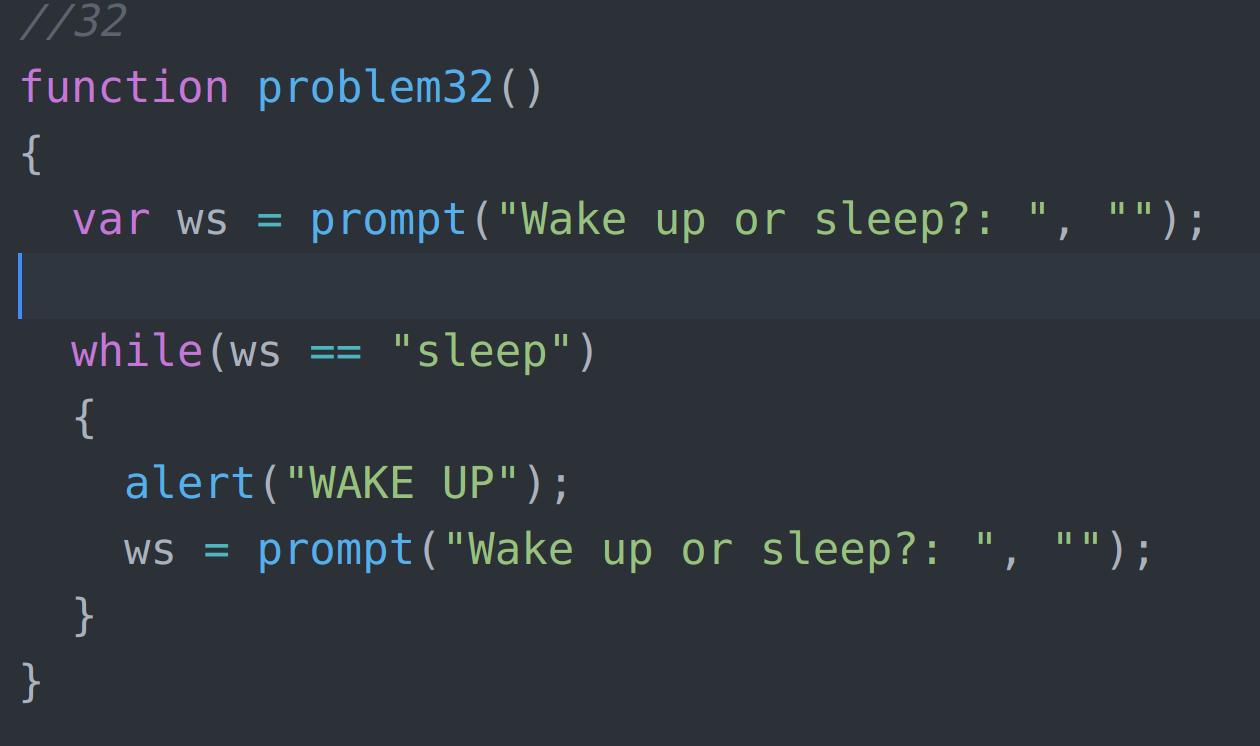 //32
function problem32()
{
  var ws = prompt("Wake up or sleep?: ", "");

  while(ws == "sleep")
  {
    alert("WAKE UP");
    ws = prompt("Wake up or sleep?: ", "");
  }
}